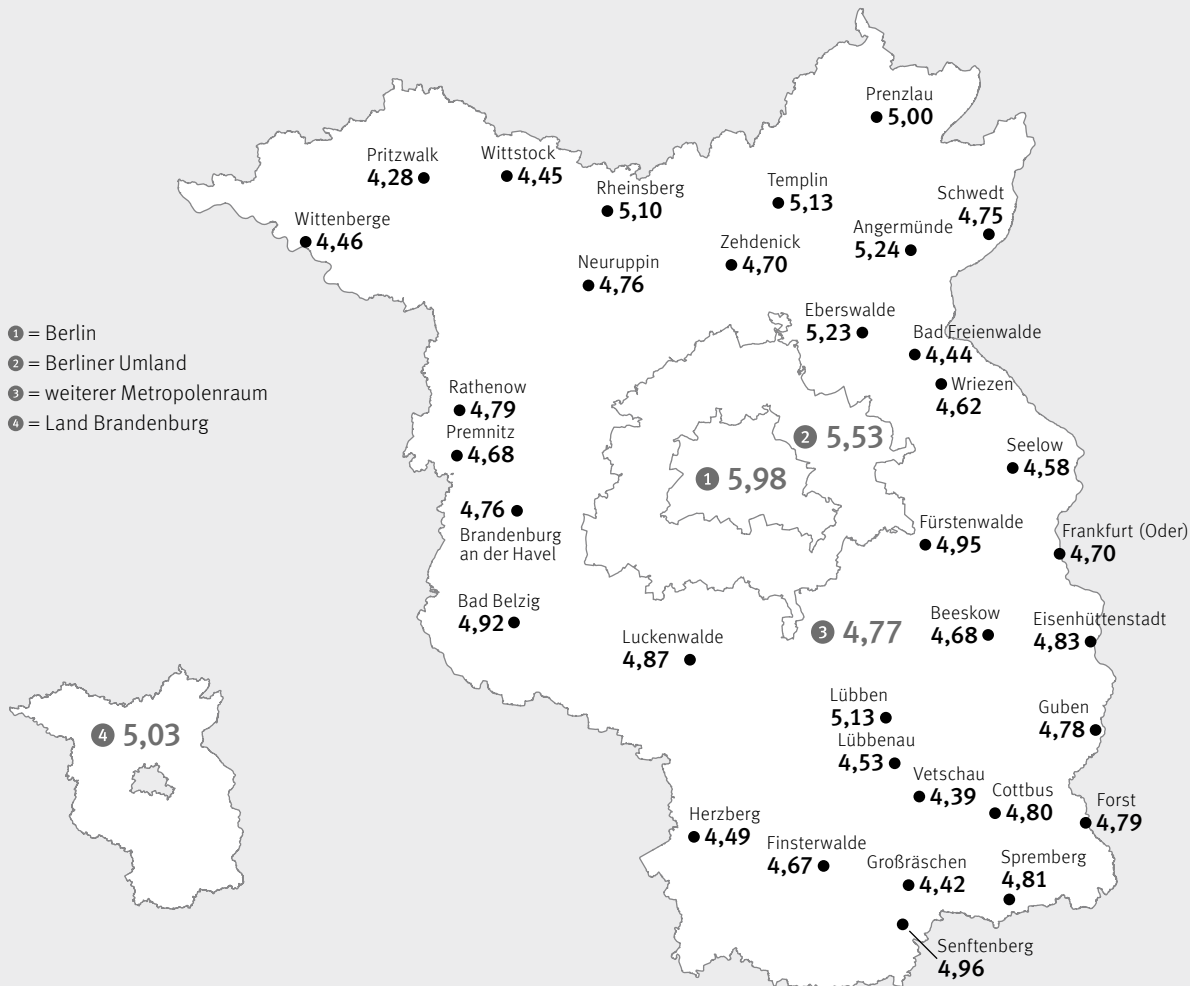 Prenzlau
5,00
Pritzwalk
4,28
Wittstock
4,45
Rheinsberg
5,10
Templin
5,13
Schwedt
4,75
Wittenberge
4,46
Angermünde
5,24
Zehdenick
4,70
Neuruppin
4,76
Eberswalde
5,23
Bad Freienwalde
4,44
Wriezen
4,62
1 = Berlin
2 = Berliner Umland
3 = weiterer Metropolenraum
4 = Land Brandenburg
Rathenow
4,79
Premnitz
4,68
2 5,53
1 5,98
Seelow
4,58
4,76
Brandenburg
an der Havel
Fürstenwalde
4,95
Frankfurt (Oder)
4,70
Bad Belzig
4,92
Luckenwalde
4,87
3 4,77
Beeskow
4,68
Eisenhüttenstadt
4,83
4 5,03
Lübben
5,13
Lübbenau
4,53
Guben
4,78
Vetschau
4,39
Cottbus
4,80
Forst
4,79
Herzberg
4,49
Finsterwalde
4,67
Großräschen
4,42
Spremberg
4,81
Senftenberg
4,96